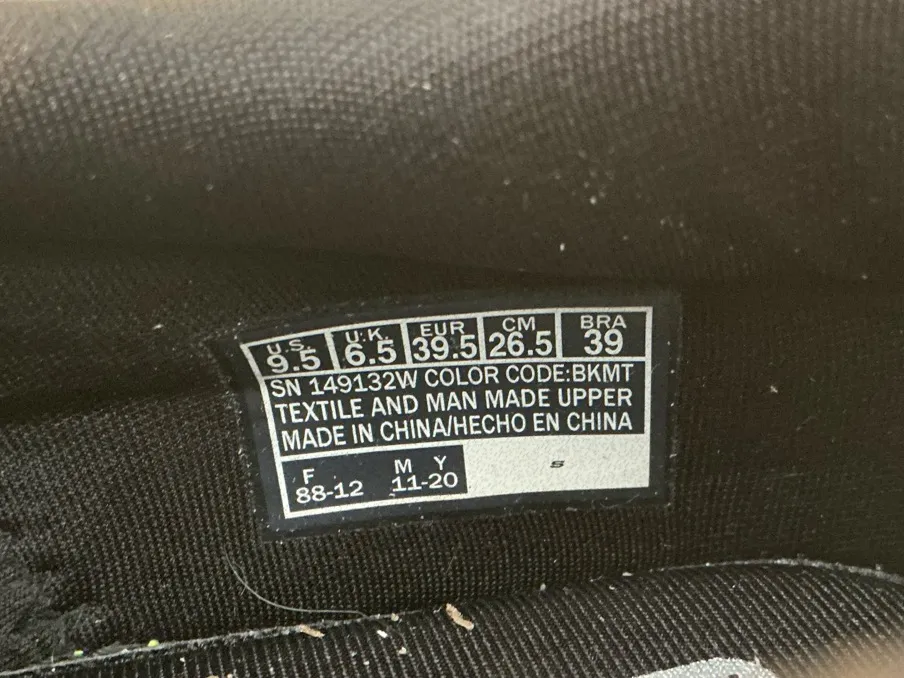 U.S. U.K. EUR CM BRA
9.5 6.5 39.5 26.5 39
SN 149132W COLOR CODE:BKMT
TEXTILE AND MAN MADE UPPER
MADE IN CHINA/HECHO EN CHINA
F M Y
88-12 11-20
S